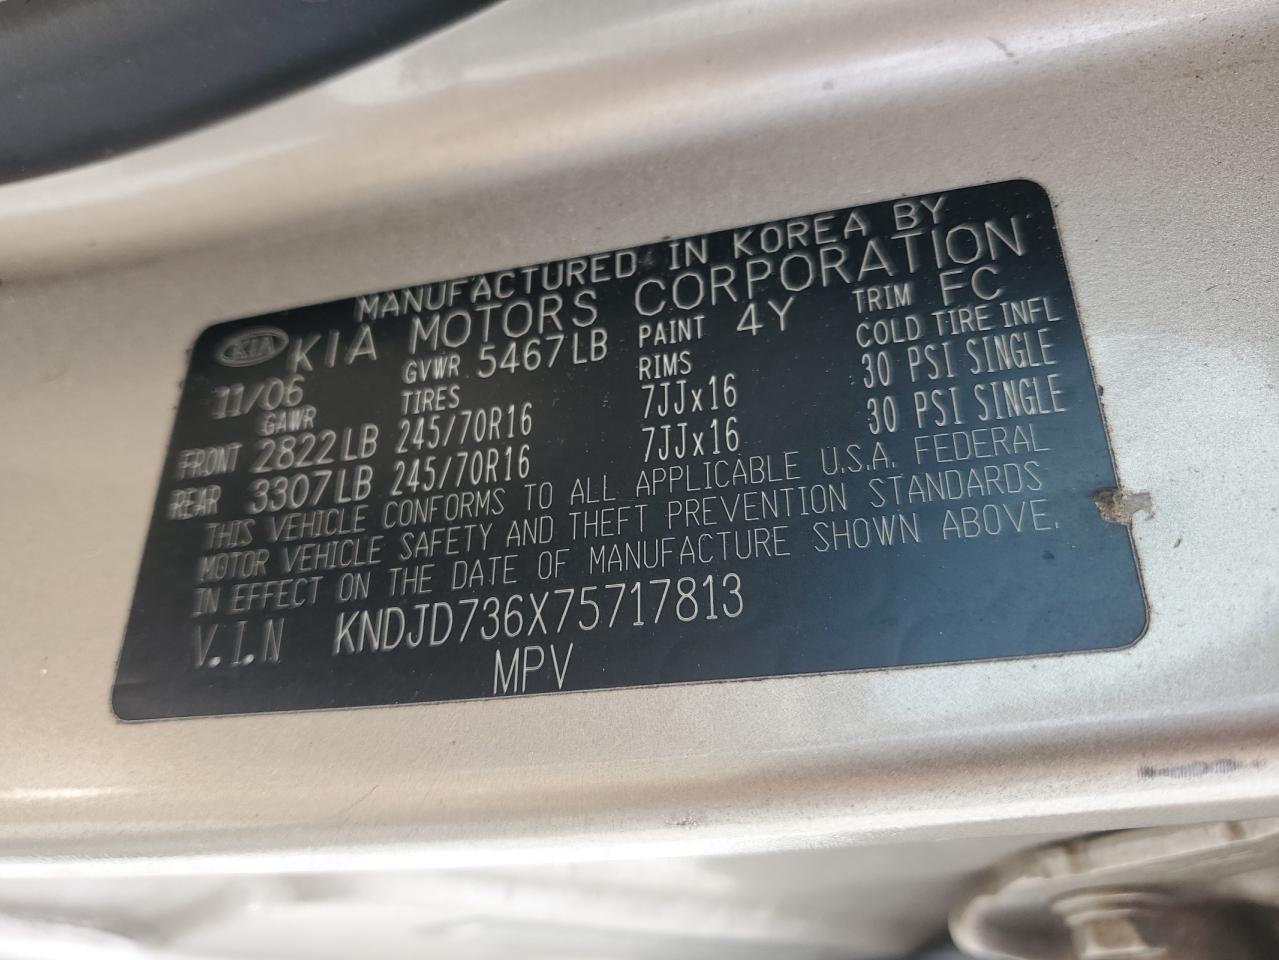 MANUFACTURED IN KOREA BY
KIA KIA MOTORS CORPORATION
11/06 GVWR 5467LB PAINT 4Y TRIM FC
GAWR TIRES RIMS COLD TIRE INFL
FRONT 2822LB 245/70R16 7JJx16 30 PSI SINGLE
REAR 3307LB 245/70R16 7JJx16 30 PSI SINGLE
THIS VEHICLE CONFORMS TO ALL APPLICABLE U.S.A. FEDERAL
MOTOR VEHICLE SAFETY AND THEFT PREVENTION STANDARDS
IN EFFECT ON THE DATE OF MANUFACTURE SHOWN ABOVE.
V.I.N KNDJD736X75717813
MPV